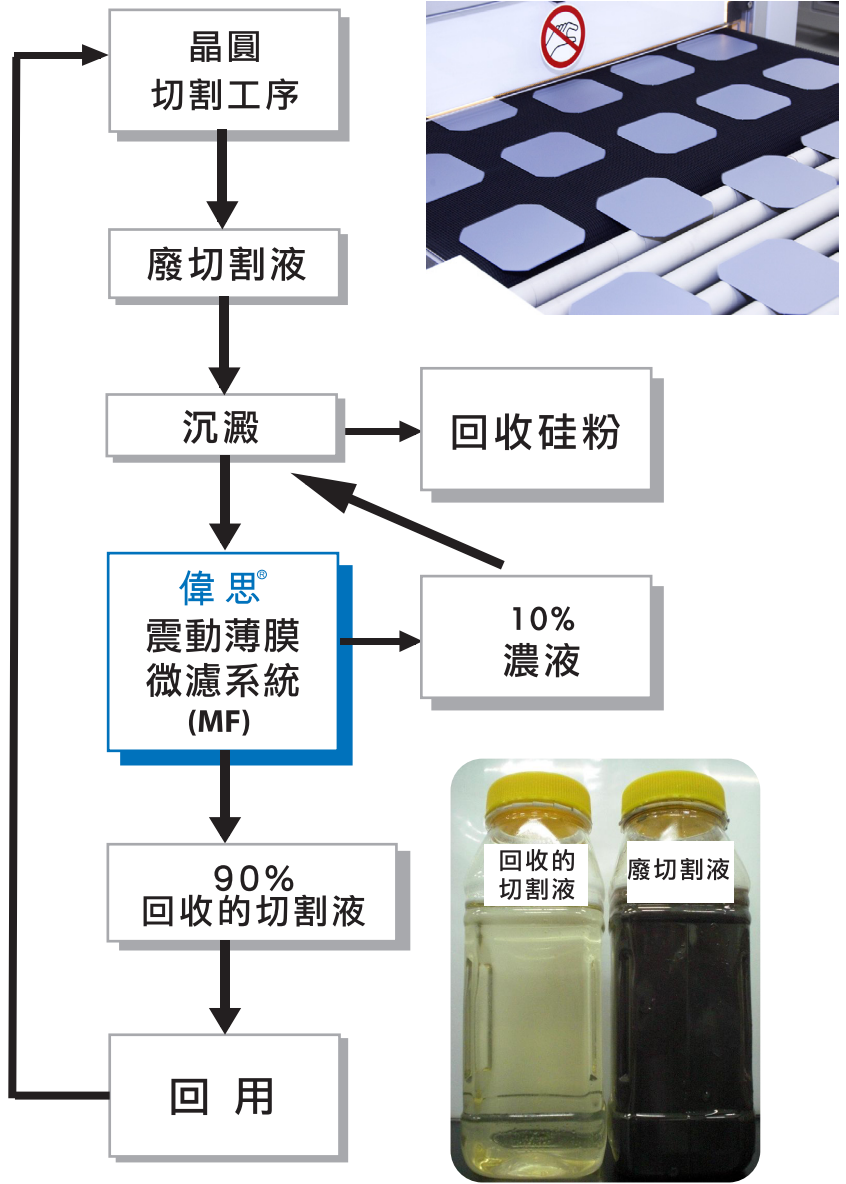 晶圓
切割工序
廢切割液
沉澱
回收硅粉
偉思®
震動薄膜
微濾系統
(MF)
10%
濃液
90%
回收的切割液
回用
回收的
切割液
廢切割液